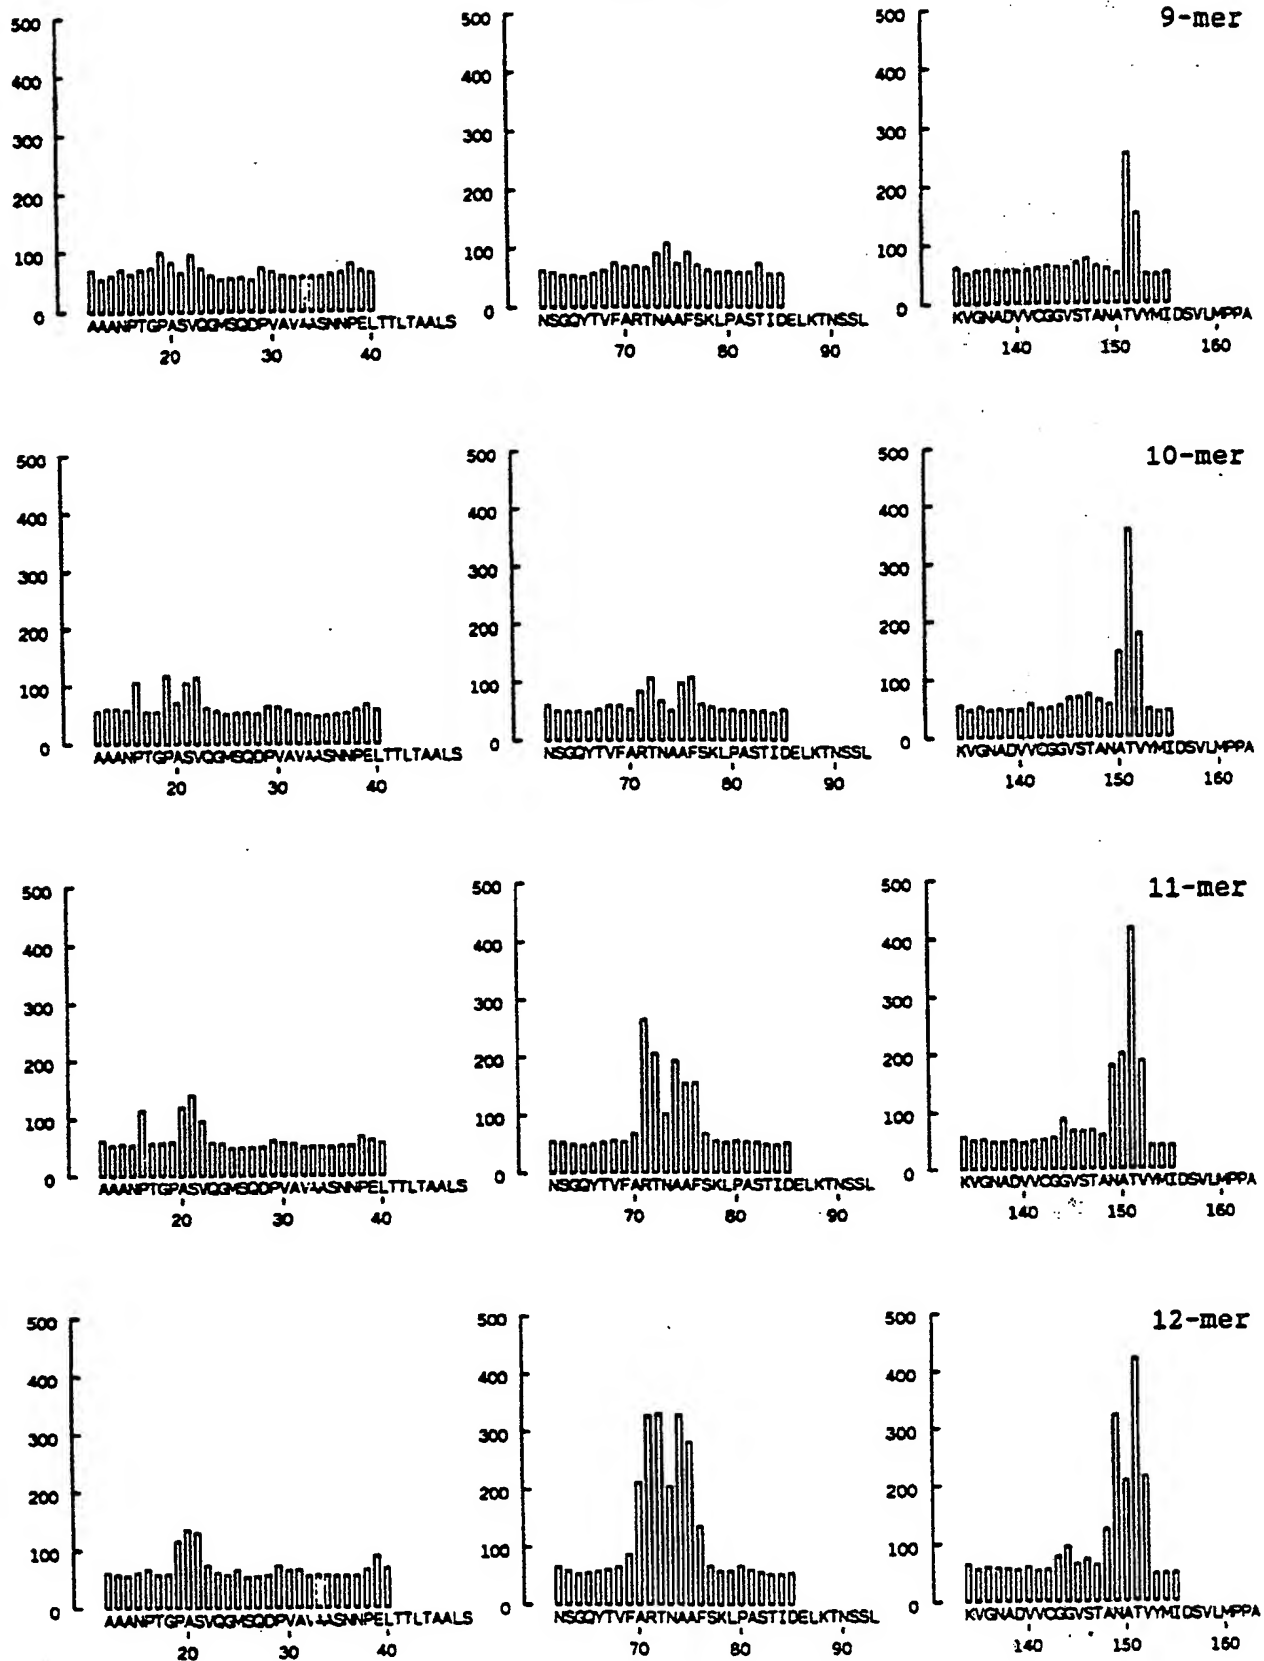 500 500 500 9-mer
400 400 400
300 300 300
200 200 200
100 100 100
0 0 0
AAANPTGPASVQGMSQDPVAVAASNNPELTTLTAALS NSGQYTVFARTNAAFSKLPASTIDELKTNSSL KVGNADVVCGGVSTANATVYMIDSVLMPPA
20 30 40 70 80 90 140 150 160
500 500 500 10-mer
400 400 400
300 300 300
200 200 200
100 100 100
0 0 0
AAANPTGPASVQGMSQDPVAVAASNNPELTTLTAALS NSGQYTVFARTNAAFSKLPASTIDELKTNSSL KVGNADVVCGGVSTANATVYMIDSVLMPPA
20 40 70 80 90 140 150 160
500 500 500 11-mer
400 400 400
300 300 300
200 200 200
100 100 100
0 0 0
AAANPTGPASVQGMSQDPVAVAASNNPELTTLTAALS NSGQYTVFARTNAAFSKLPASTIDELKTNSSL KVGNADVVCGGVSTANATVYMIDSVLMPPA
20 30 40 70 80 90 140 150 160
500 500 500 12-mer
400 400 400
300 300 300
200 200 200
100 100 100
0 0 0
AAANPTGPASVQGMSQDPVAVAASNNPELTTLTAALS NSGQYTVFARTNAAFSKLPASTIDELKTNSSL KVGNADVVCGGVSTANATVYMIDSVLMPPA
20 30 40 70 80 90 140 150 160